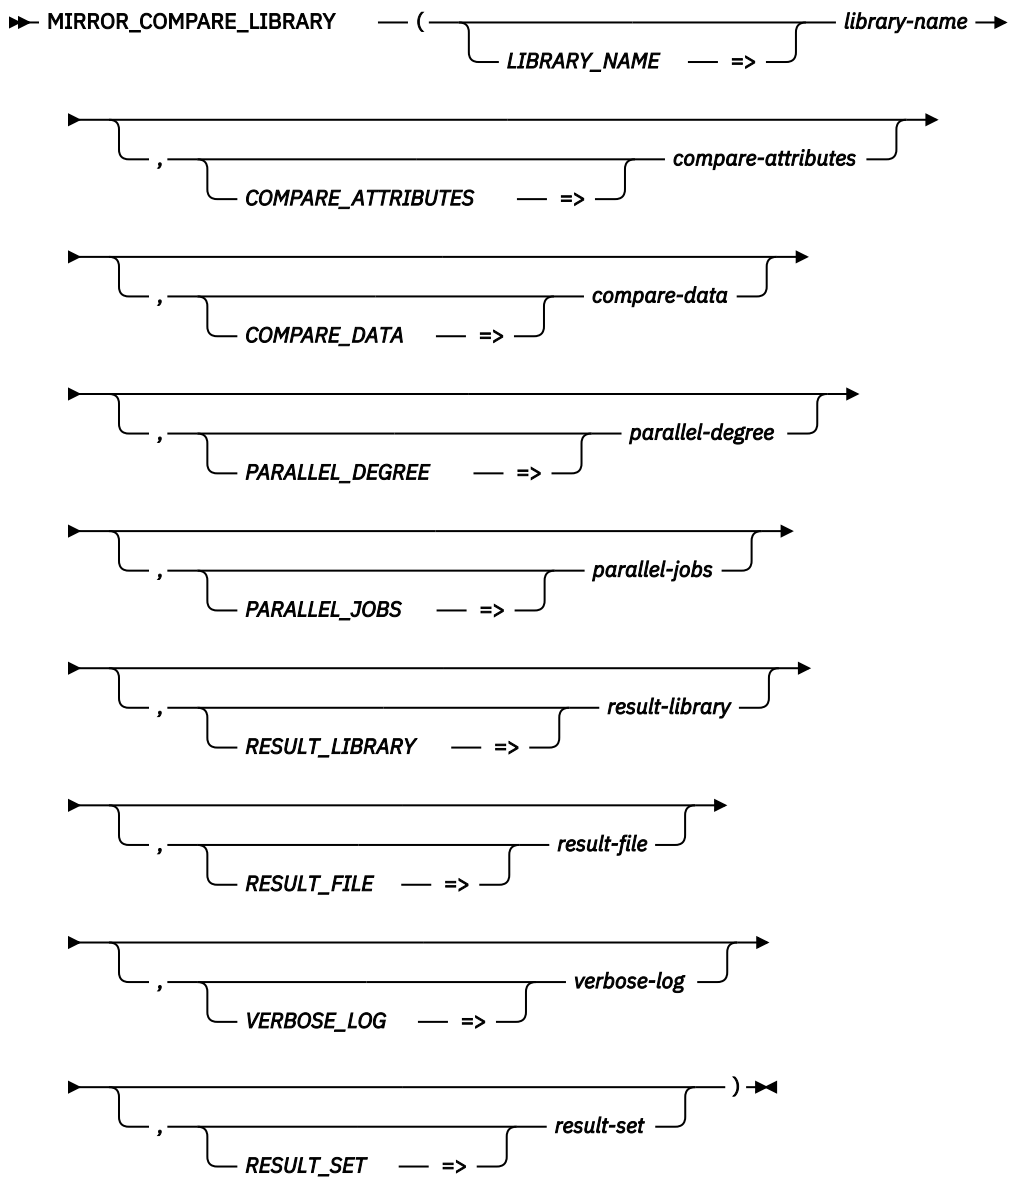 MIRROR_COMPARE_LIBRARY ( library-name
LIBRARY_NAME =>
, compare-attributes
COMPARE_ATTRIBUTES =>
, compare-data
COMPARE_DATA =>
, parallel-degree
PARALLEL_DEGREE =>
, parallel-jobs
PARALLEL_JOBS =>
, result-library
RESULT_LIBRARY =>
, result-file
RESULT_FILE =>
, verbose-log
VERBOSE_LOG =>
)
, result-set
RESULT_SET =>